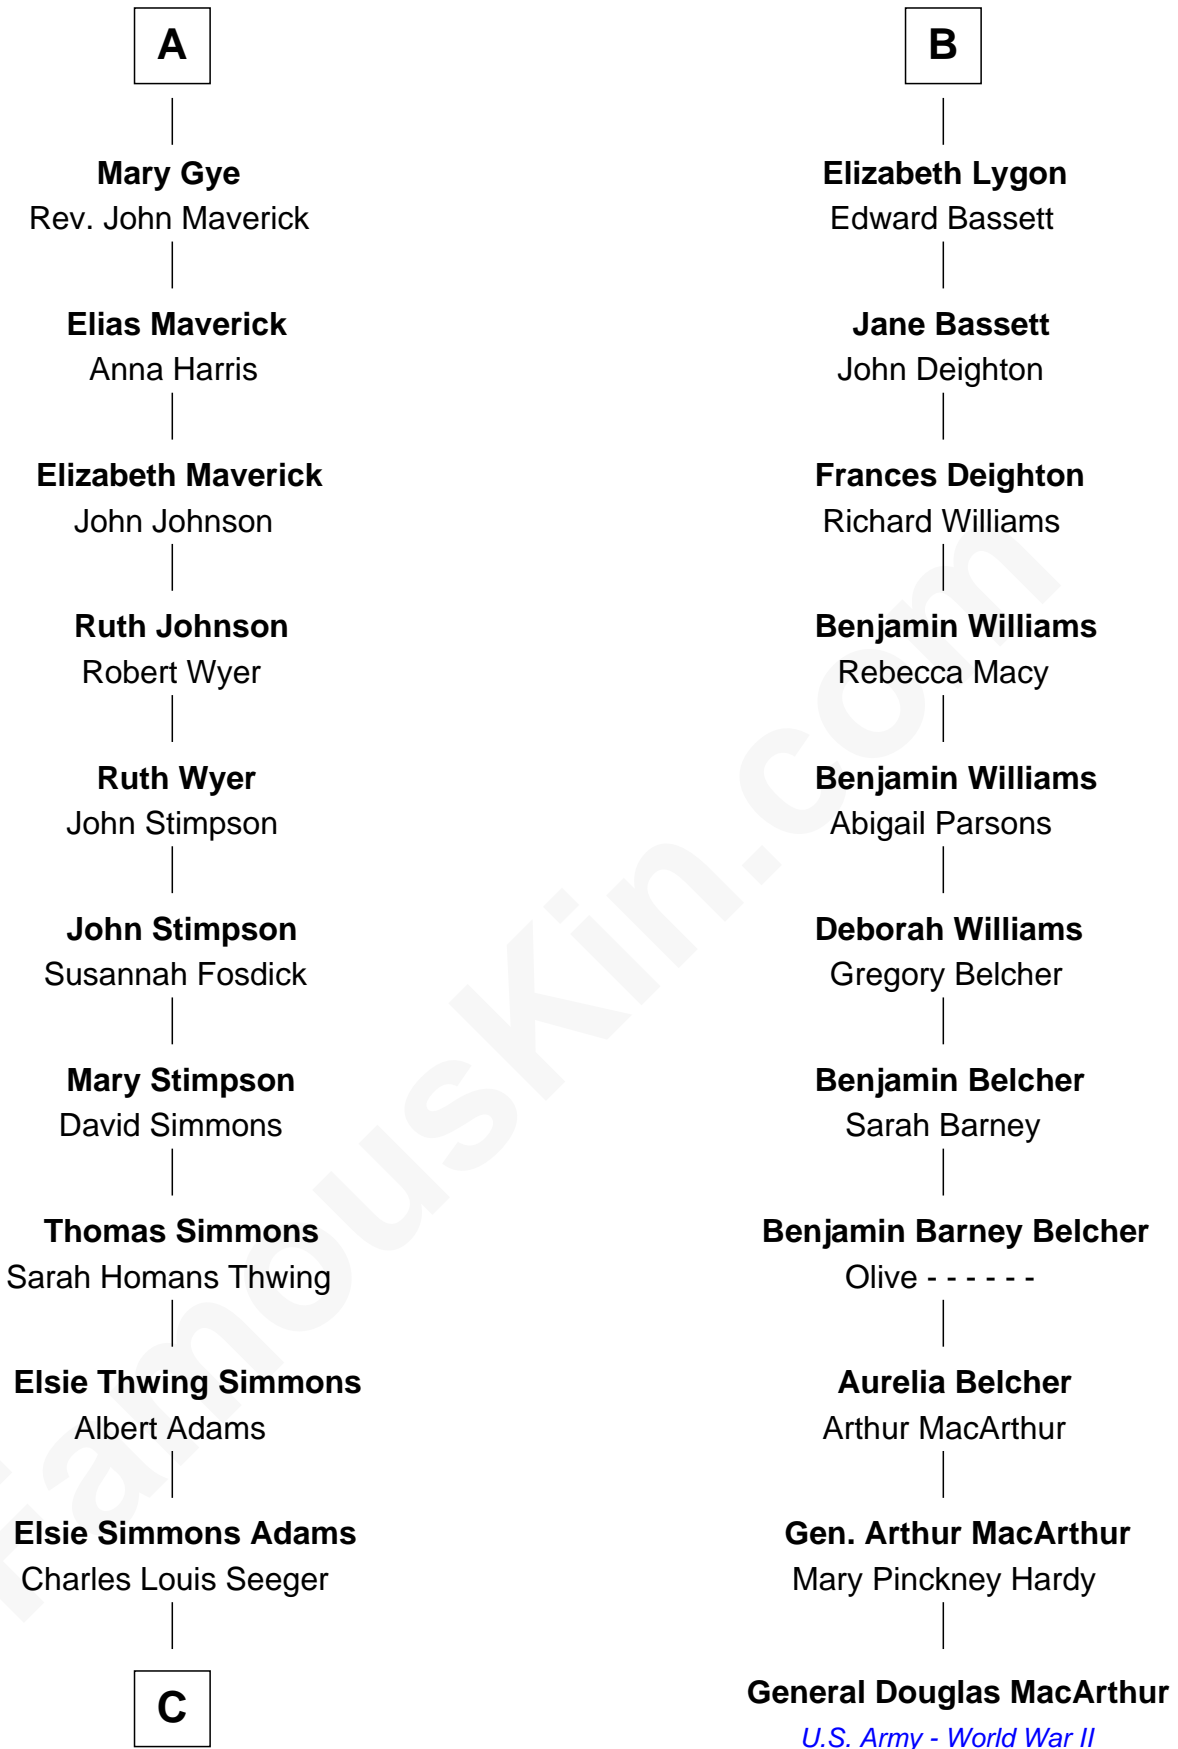 A
Mary Gye
Rev. John Maverick
Elias Maverick
Anna Harris
Elizabeth Maverick
John Johnson
Ruth Johnson
Robert Wyer
Ruth Wyer
John Stimpson
John Stimpson
Susannah Fosdick
Mary Stimpson
David Simmons
Thomas Simmons
Sarah Homans Thwing
Elsie Thwing Simmons
Albert Adams
Elsie Simmons Adams
Charles Louis Seeger
C
B
Elizabeth Lygon
Edward Bassett
Jane Bassett
John Deighton
Frances Deighton
Richard Williams
Benjamin Williams
Rebecca Macy
Benjamin Williams
Abigail Parsons
Deborah Williams
Gregory Belcher
Benjamin Belcher
Sarah Barney
Benjamin Barney Belcher
Olive - - - - - -
Aurelia Belcher
Arthur MacArthur
Gen. Arthur MacArthur
Mary Pinckney Hardy
General Douglas MacArthur
U.S. Army - World War II
FamousKin.com